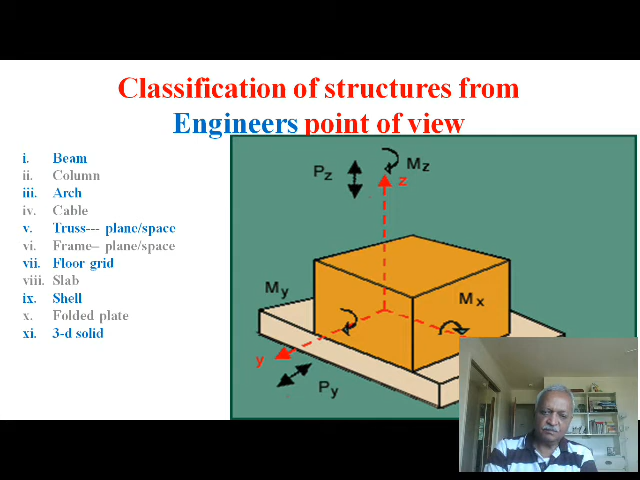 Classification of structures from
Engineers point of view
i. Beam
ii. Column
iii. Arch
iv. Cable
v. Truss--- plane/space
vi. Frame– plane/space
vii. Floor grid
viii. Slab
ix. Shell
x. Folded plate
xi. 3-d solid
Pz
Mz
z
My
Mx
y
Py